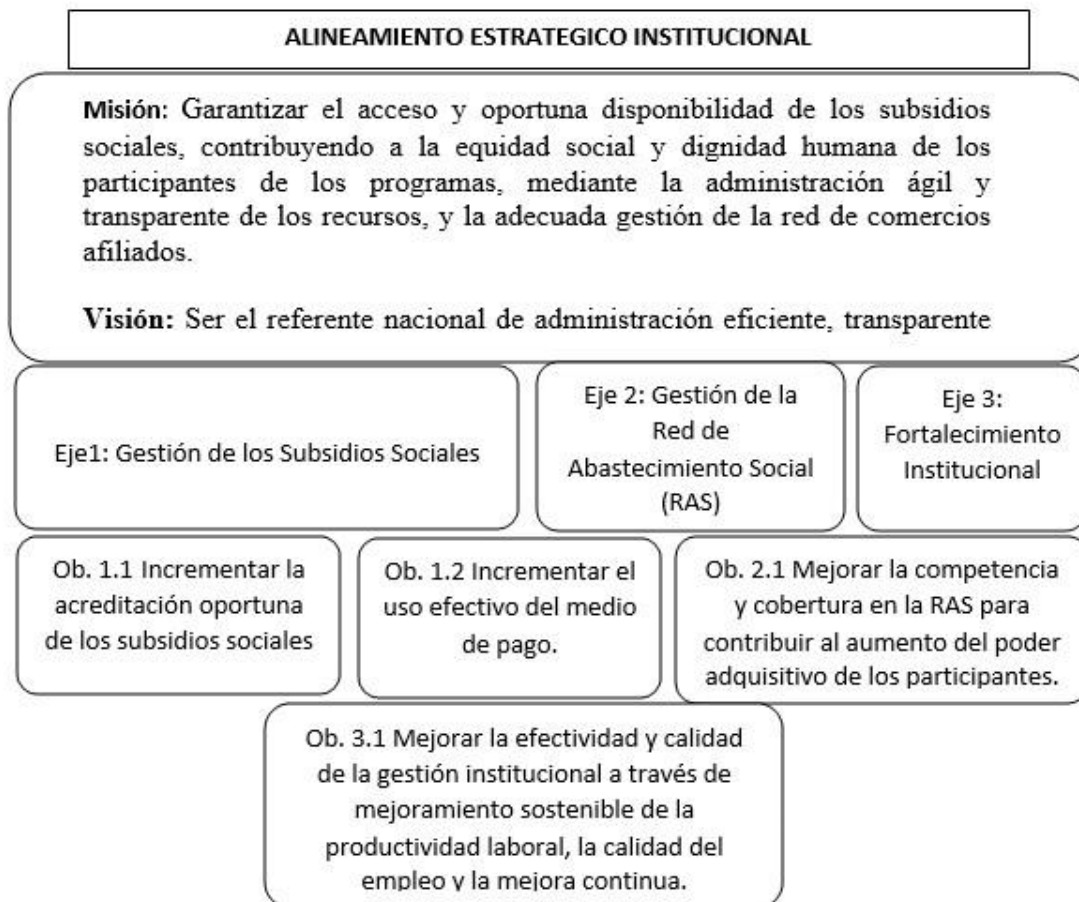 ALINEAMIENTO ESTRATEGICO INSTITUCIONAL
Misión: Garantizar el acceso y oportuna disponibilidad de los subsidios
sociales, contribuyendo a la equidad social y dignidad humana de los
participantes de los programas, mediante la administración ágil y
transparente de los recursos, y la adecuada gestión de la red de comercios
afiliados.
Visión: Ser el referente nacional de administración eficiente, transparente
Eje1: Gestión de los Subsidios Sociales
Eje 2: Gestión de la
Red de
Abastecimiento Social
(RAS)
Eje 3:
Fortalecimiento
Institucional
Ob. 1.1 Incrementar la
acreditación oportuna
de los subsidios sociales
Ob. 1.2 Incrementar el
uso efectivo del medio
de pago.
Ob. 2.1 Mejorar la competencia
y cobertura en la RAS para
contribuir al aumento del poder
adquisitivo de los participantes.
Ob. 3.1 Mejorar la efectividad y calidad
de la gestión institucional a través de
mejoramiento sostenible de la
productividad laboral, la calidad del
empleo y la mejora continua.